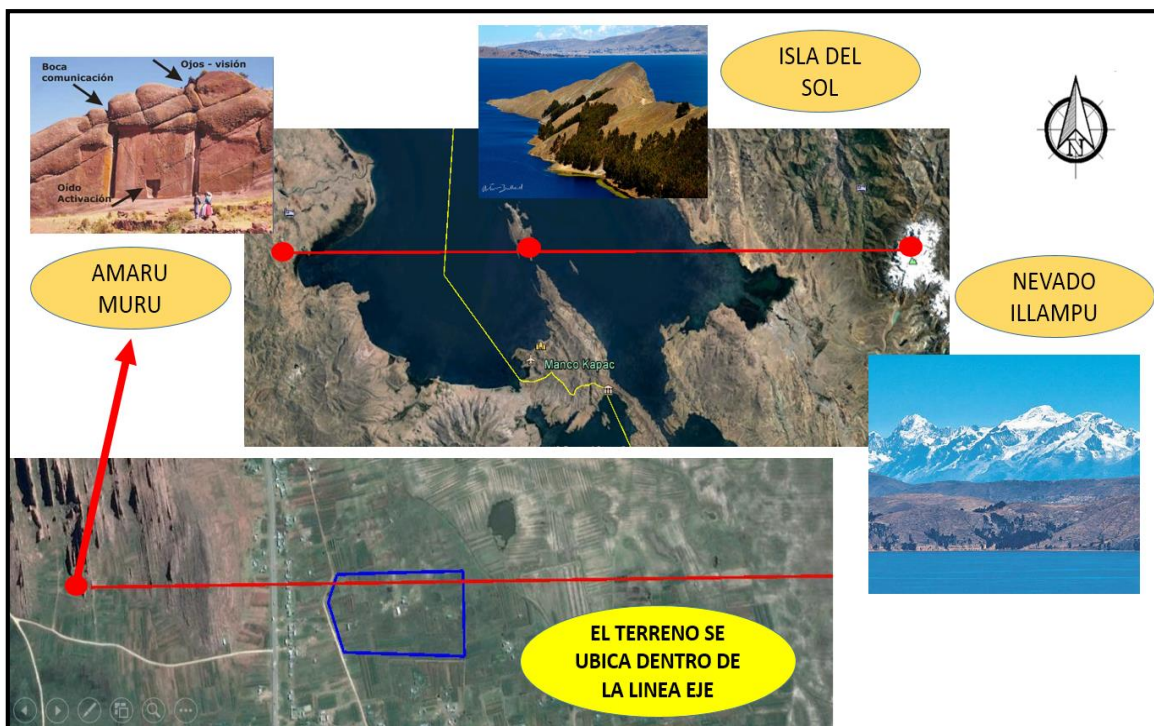 Boca
comunicación
Ojos - visión
Oído
Activación
AMARU
MURU
ISLA DEL
SOL
N
Manco Kapac
NEVADO
ILLAMPU
EL TERRENO SE
UBICA DENTRO DE
LA LINEA EJE